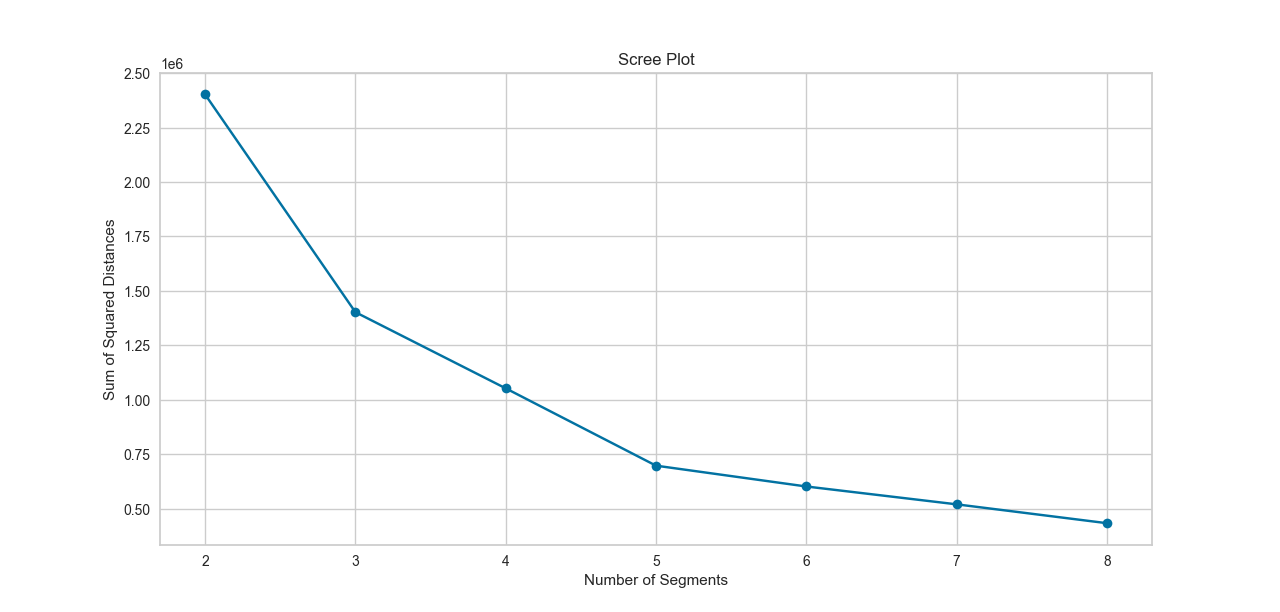 Scree Plot
1e6
2.50
2.25
2.00
1.75
1.50
1.25
1.00
0.75
0.50
Sum of Squared Distances
2 3 4 5 6 7 8
Number of Segments